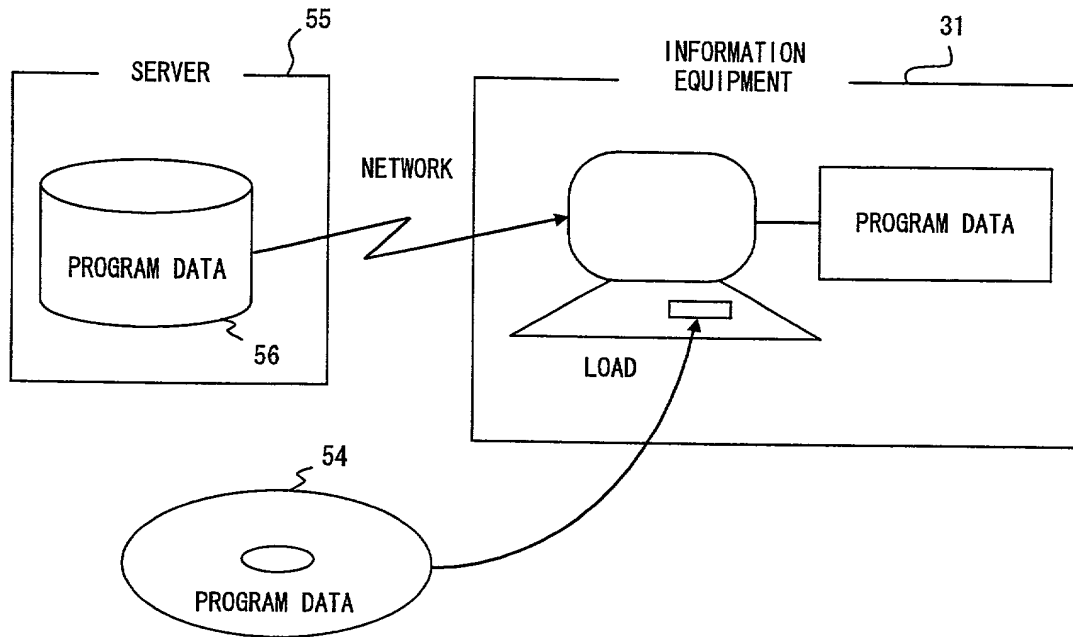 55
SERVER
31
INFORMATION
EQUIPMENT
NETWORK
PROGRAM DATA
PROGRAM DATA
56
LOAD
54
PROGRAM DATA